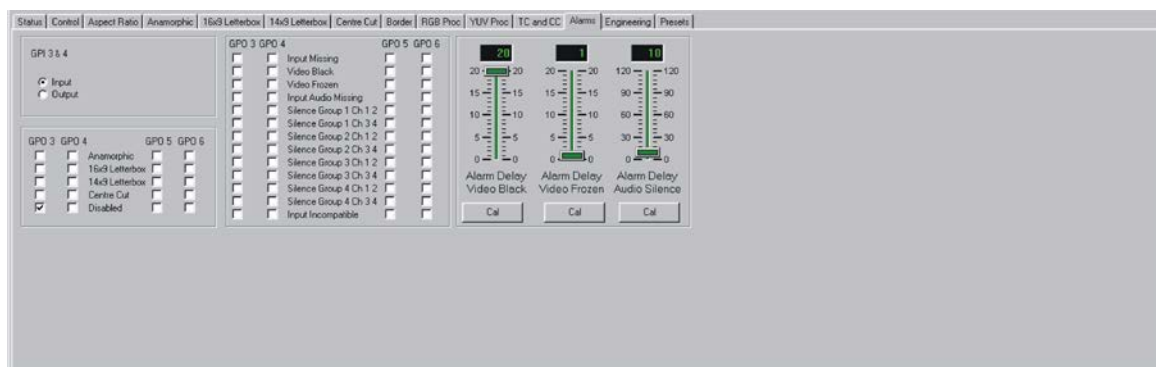 Status Control Aspect Ratio Anamorphic 16x9 Letterbox 14x9 Letterbox Centre Cut Border RGB Proc YUV Proc TC and CC Alarms Engineering Presets
GPI 3 & 4
Input
Output
GPO 3 GPO 4 GPO 5 GPO 6
Anamorphic
16x9 Letterbox
14x9 Letterbox
Centre Cut
Disabled
GPO 3 GPO 4 GPO 5 GPO 6
Input Missing
Video Black
Video Frozen
Input Audio Missing
Silence Group 1 Ch 1 2
Silence Group 1 Ch 3 4
Silence Group 2 Ch 1 2
Silence Group 2 Ch 3 4
Silence Group 3 Ch 1 2
Silence Group 3 Ch 3 4
Silence Group 4 Ch 1 2
Silence Group 4 Ch 3 4
Input Incompatible
20 1 10
20 20 20 20 120 120
15 15 15 15 90 90
10 10 10 10 60 60
5 5 5 5 30 30
0 0 0 0 0 0
Alarm Delay Alarm Delay Alarm Delay
Video Black Video Frozen Audio Silence
Cal Cal Cal